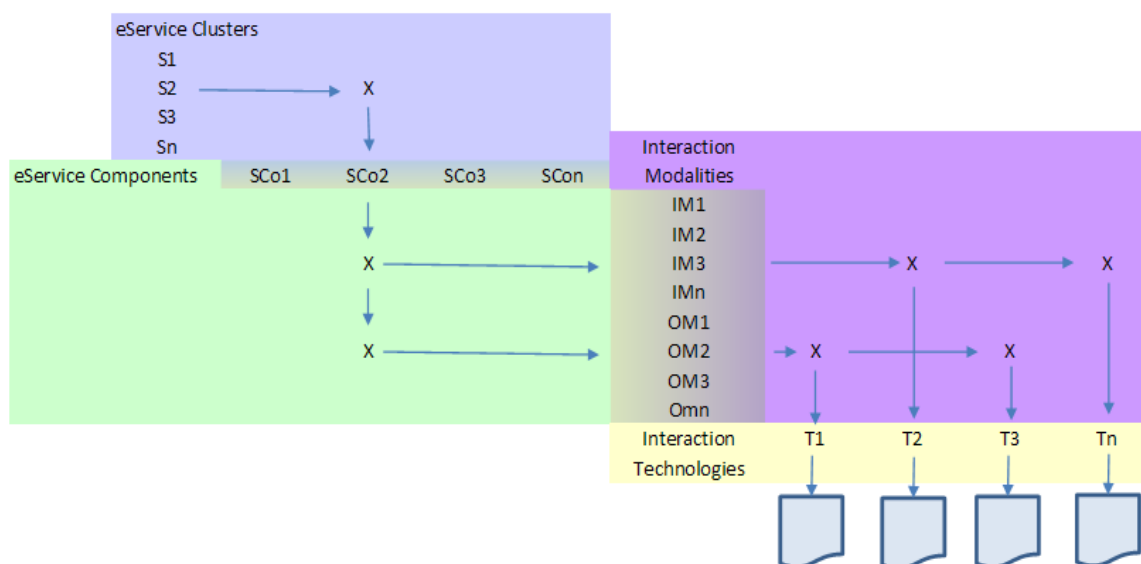 eService Clusters
S1
S2 X
S3
Sn
Interaction
eService Components SCo1 SCo2 SCo3 SCon Modalities
IM1
IM2
X IM3 X X
IMn
OM1
X OM2 X X
OM3
Omn
Interaction T1 T2 T3 Tn
Technologies